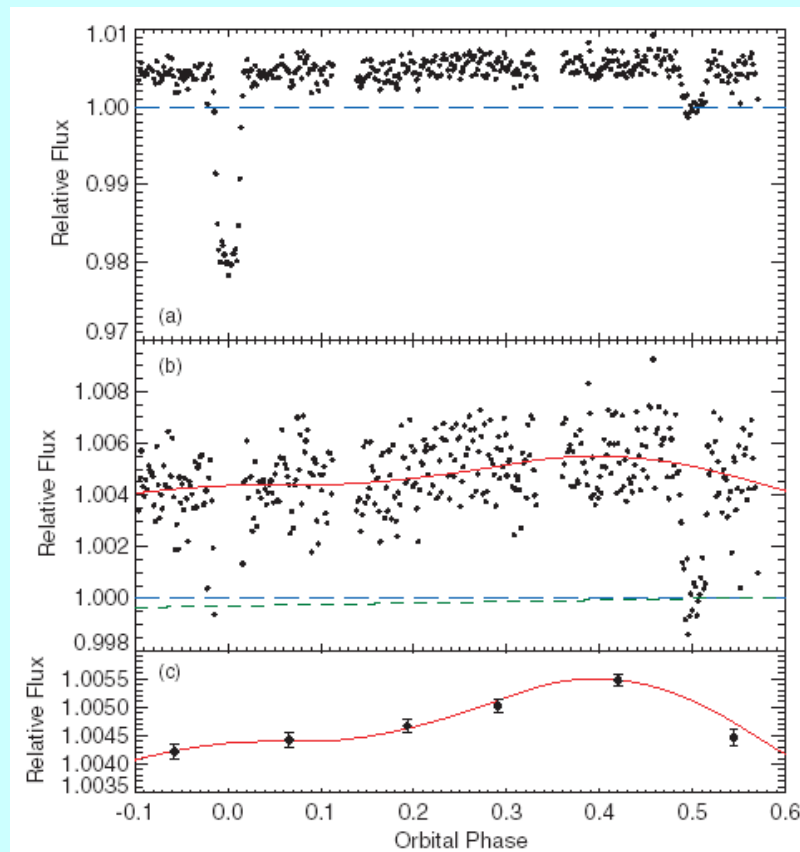 1.01
1.00
0.99
0.98
0.97
Relative Flux
(a)
1.008
1.006
1.004
1.002
1.000
0.998
Relative Flux
(b)
1.0055
1.0050
1.0045
1.0040
1.0035
Relative Flux
(c)
-0.1 0.0 0.1 0.2 0.3 0.4 0.5 0.6
Orbital Phase